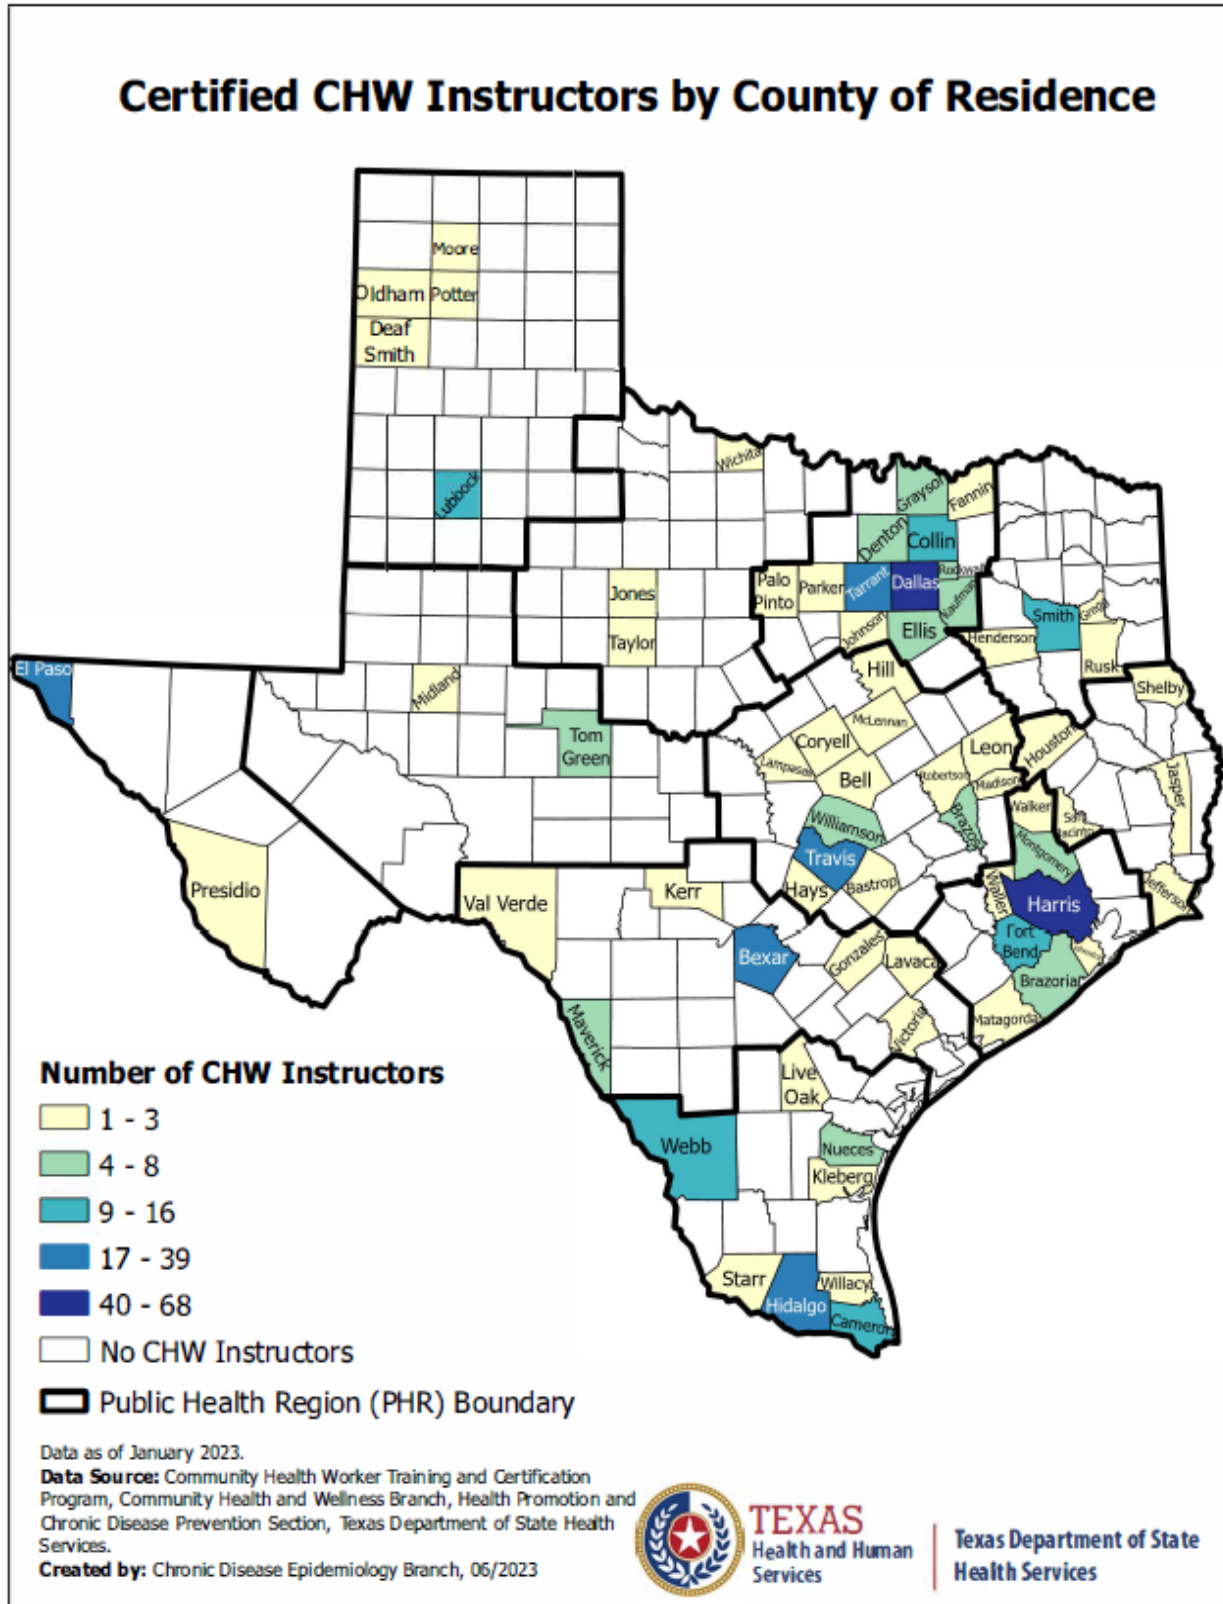 Certified CHW Instructors by County of Residence
Moore
Oldham Potter
Deaf
Smith
Lubbock
Wichita
Grayson
Fannin
Denton
Collin
Rockwall
Jones
Palo
Pinto
Parker
Tarrant
Dallas
Kaufman
Taylor
Johnson
Ellis
Henderson
Smith
Gregg
Rusk
El Paso
Midland
Hill
Shelby
Tom
Green
McLennan
Coryell
Lampasas
Bell
Leon
Houston
Robertson
Madison
Jasper
Williamson
Brazos
Walker
San
Jacinto
Montgomery
Travis
Presidio
Val Verde
Kerr
Hays
Bastrop
Waller
Harris
Jefferson
Bexar
Gonzales
Lavaca
Fort
Bend
Brazoria
Maverick
Victoria
Matagorda
Live
Oak
Webb
Nueces
Kleberg
Starr
Hidalgo
Willacy
Cameron
Number of CHW Instructors
1 - 3
4 - 8
9 - 16
17 - 39
40 - 68
No CHW Instructors
Public Health Region (PHR) Boundary
Data as of January 2023.
Data Source: Community Health Worker Training and Certification
Program, Community Health and Wellness Branch, Health Promotion and
Chronic Disease Prevention Section, Texas Department of State Health
Services.
Created by: Chronic Disease Epidemiology Branch, 06/2023
TEXAS
Health and Human
Services
Texas Department of State
Health Services